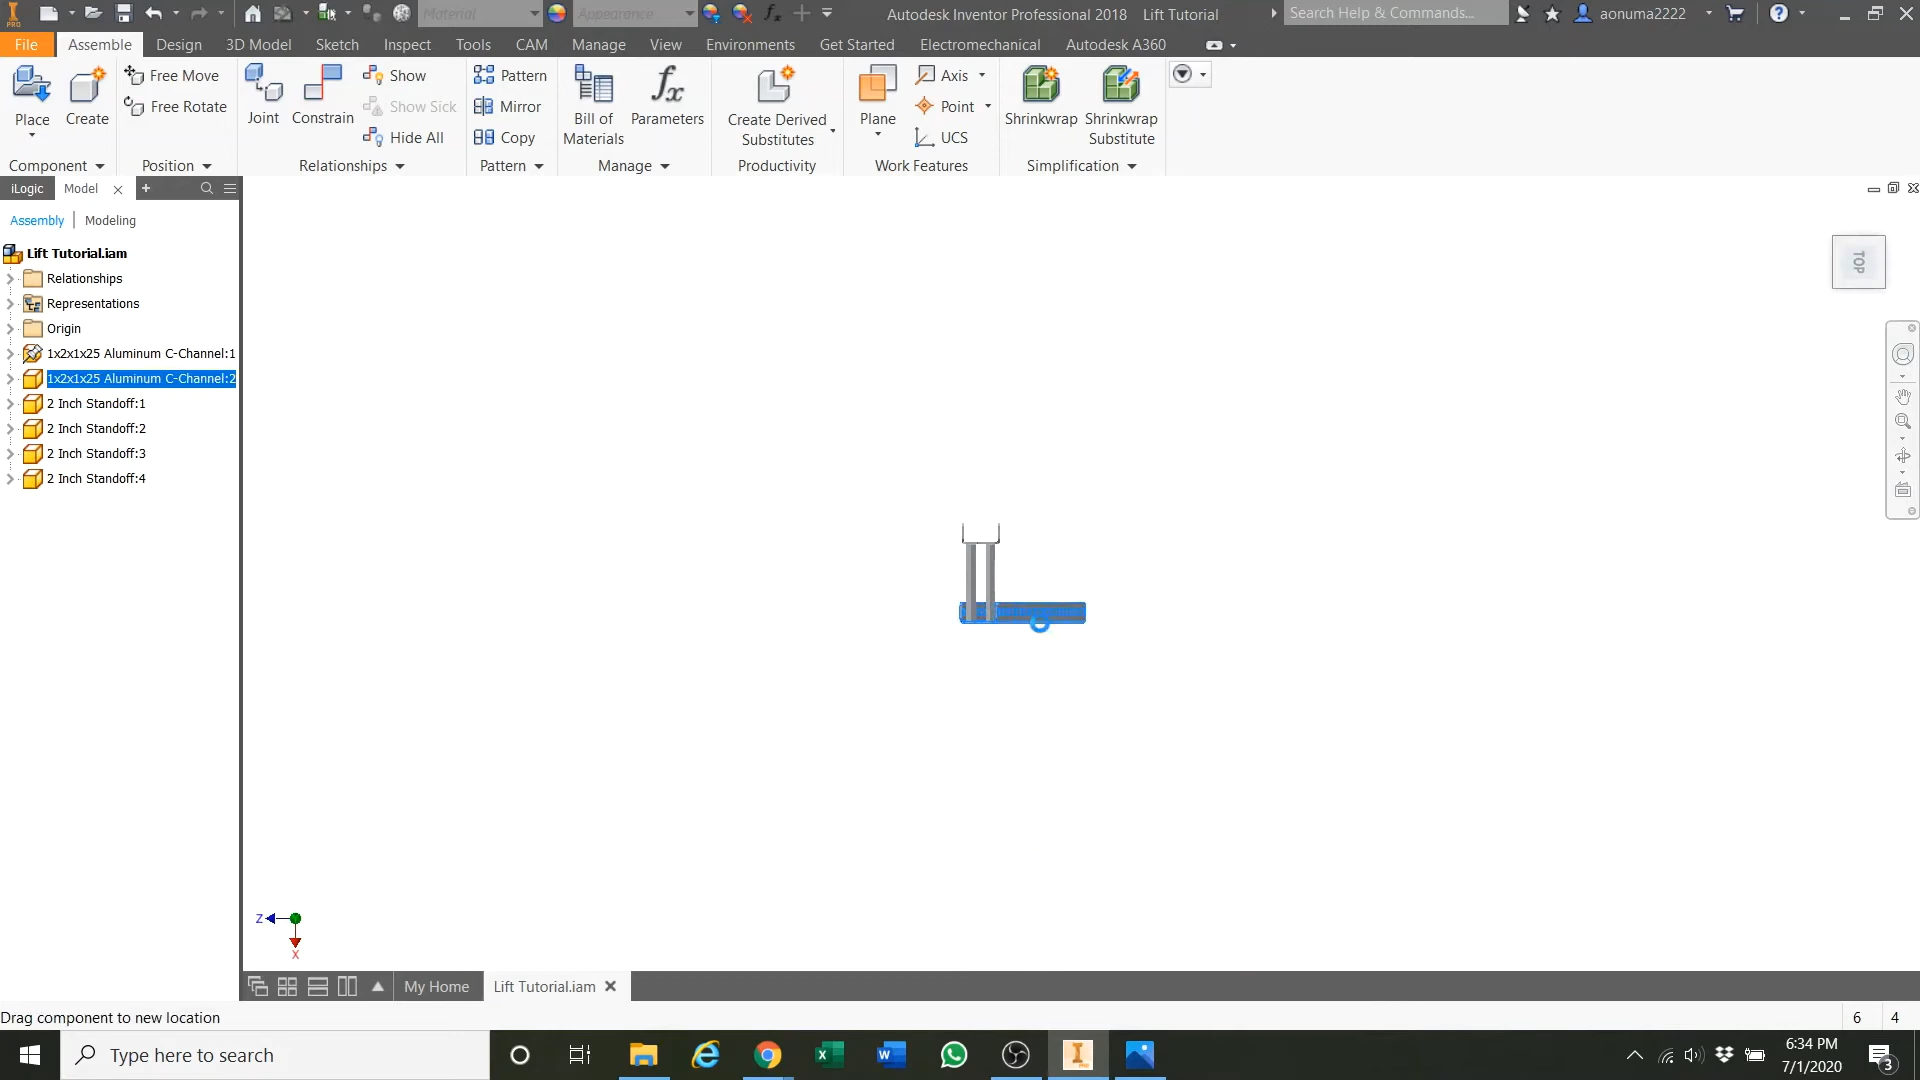 PRO
Material
Appearance
Autodesk Inventor Professional 2018 Lift Tutorial
Search Help & Commands...
aonuma2222
File Assemble Design 3D Model Sketch Inspect Tools CAM Manage View Environments Get Started Electromechanical Autodesk A360
Place
Create
Free Move
Free Rotate
Joint
Constrain
Show
Show Sick
Hide All
Pattern
Mirror
Copy
Bill of
Materials
Parameters
Create Derived
Substitutes
Plane
Axis
Point
UCS
Shrinkwrap
Shrinkwrap
Substitute
Component Position Relationships Pattern Manage Productivity Work Features Simplification
iLogic Model
Assembly Modeling
Lift Tutorial.iam
Relationships
Representations
Origin
1x2x1x25 Aluminum C-Channel:1
1x2x1x25 Aluminum C-Channel:2
2 Inch Standoff:1
2 Inch Standoff:2
2 Inch Standoff:3
2 Inch Standoff:4
TOP
Z
X
My Home Lift Tutorial.iam
Drag component to new location
6 4
Type here to search
6:34 PM
7/1/2020
3